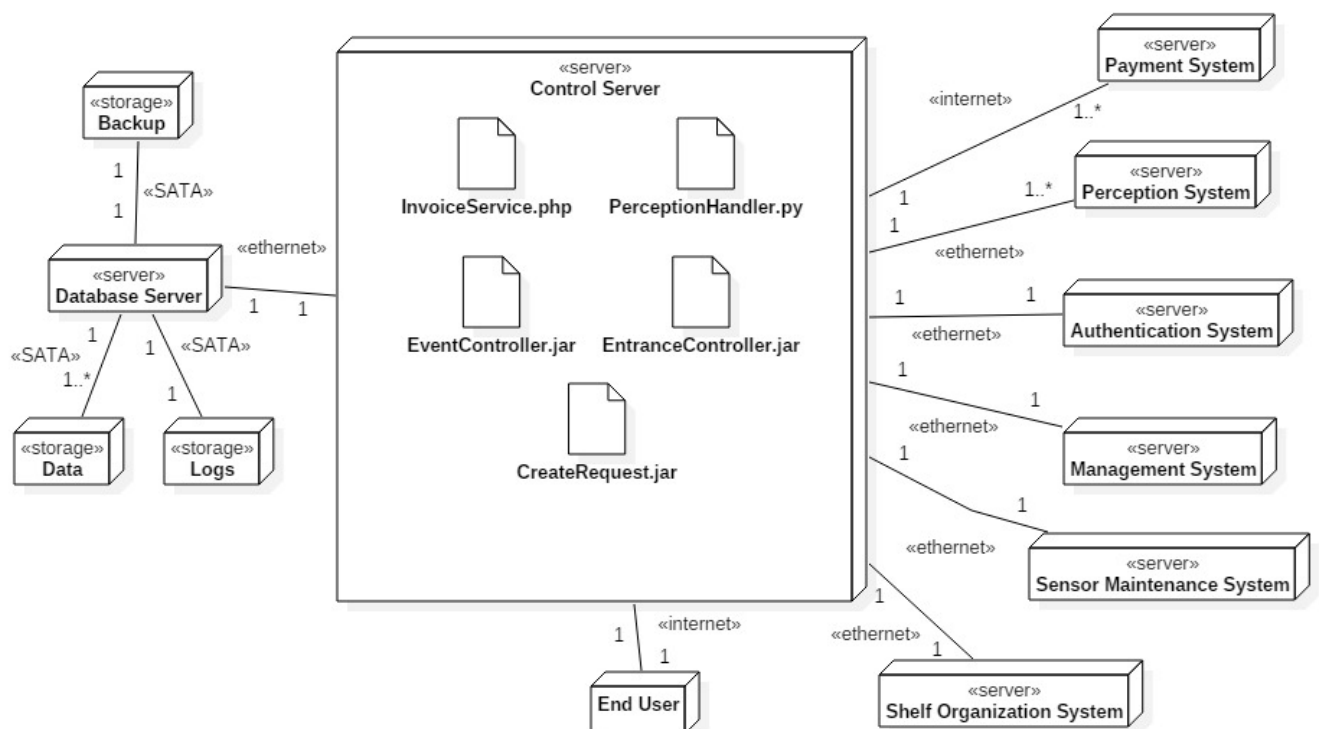 «storage»
Backup
1
«SATA»
1
«server»
Database Server
«ethernet»
1
1
1
«SATA»
1..*
1
«SATA»
1
«storage»
Data
«storage»
Logs
«server»
Control Server
InvoiceService.php
PerceptionHandler.py
EventController.jar
EntranceController.jar
CreateRequest.jar
«server»
Payment System
«internet»
1..*
1
«server»
Perception System
1..*
1
«ethernet»
«server»
Authentication System
1
1
«ethernet»
«server»
Management System
1
1
«ethernet»
«server»
Sensor Maintenance System
1
1
«ethernet»
«server»
Shelf Organization System
1
«ethernet»
1
1
«internet»
1
End User